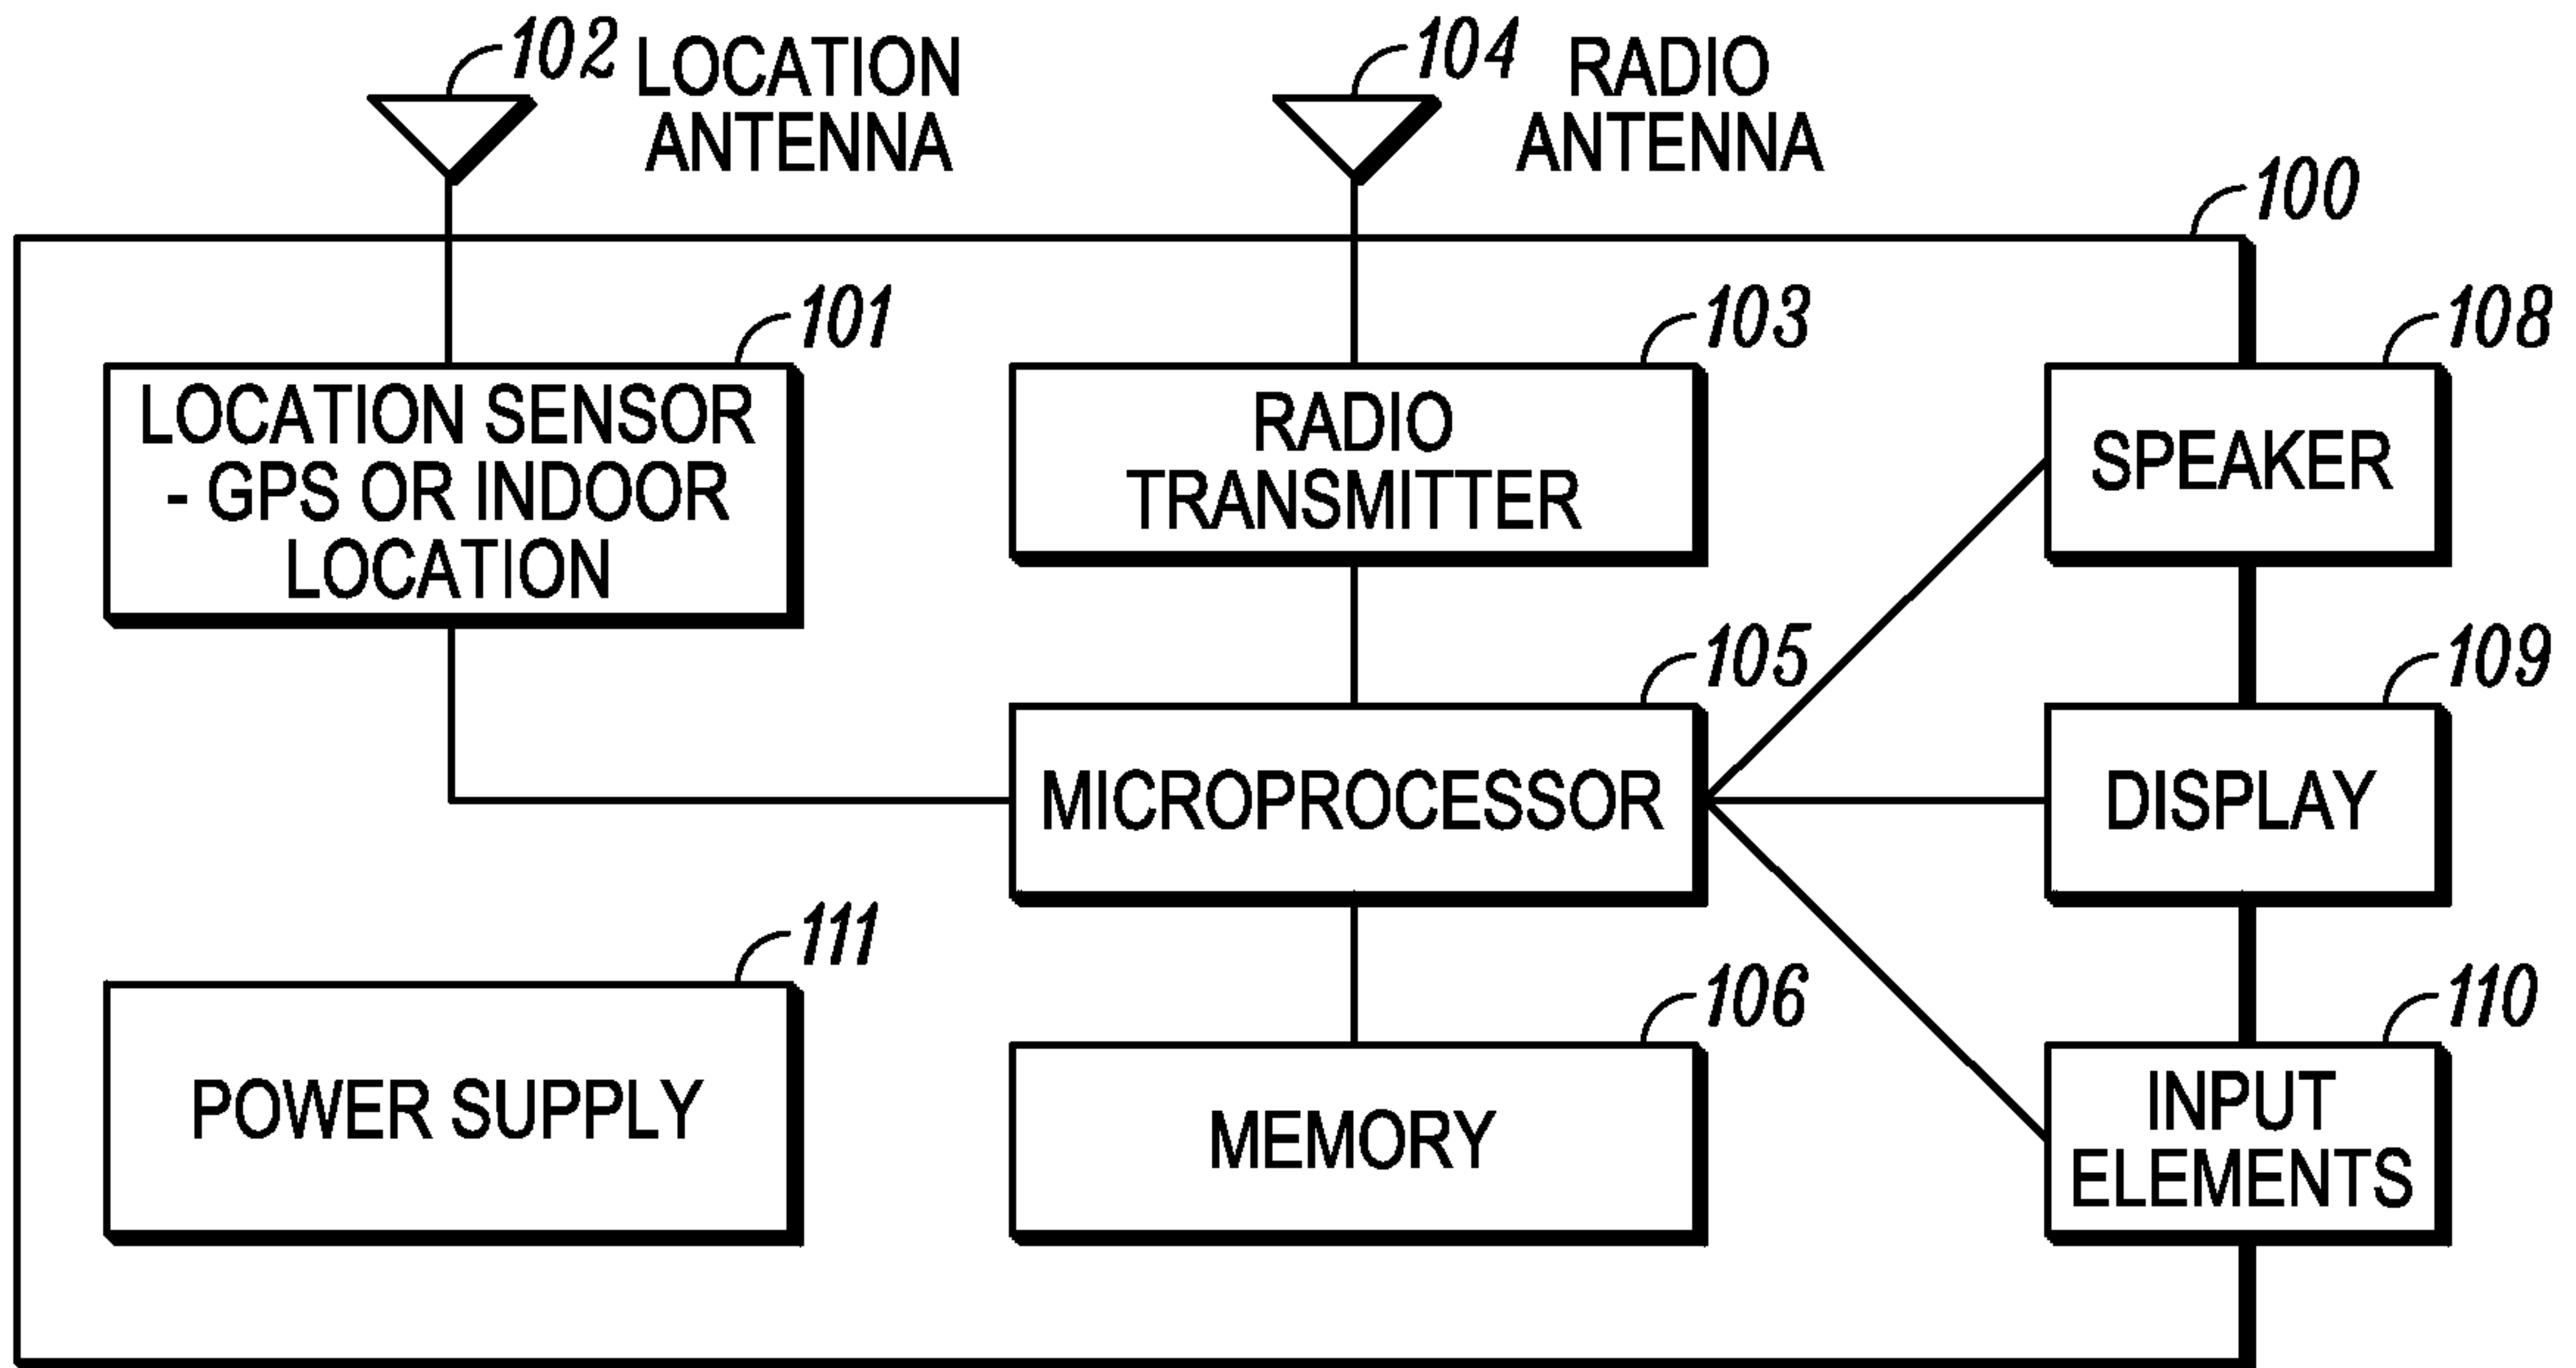 102 LOCATION
ANTENNA
104 RADIO
ANTENNA
100
101
LOCATION SENSOR
- GPS OR INDOOR
LOCATION
103
RADIO
TRANSMITTER
108
SPEAKER
105
MICROPROCESSOR
109
DISPLAY
111
POWER SUPPLY
106
MEMORY
110
INPUT
ELEMENTS